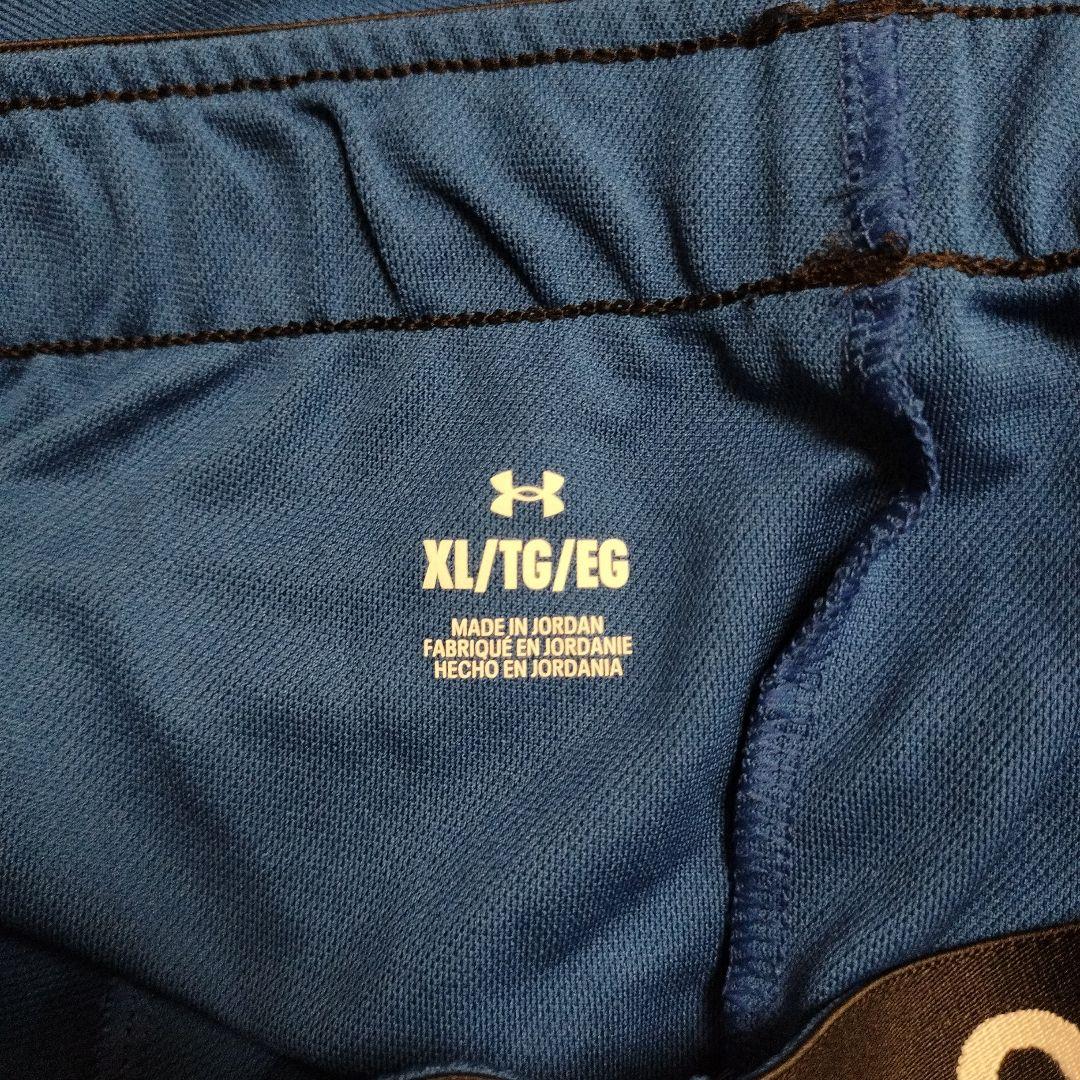 XL/TG/EG
MADE IN JORDAN
FABRIQUÉ EN JORDANIE
HECHO EN JORDANIA